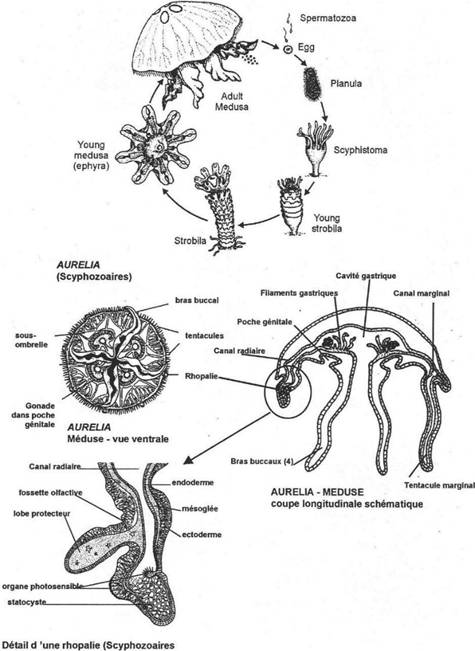 Spermatozoa
Egg
Planula
Adult
Medusa
Scyphistoma
Young
medusa
(ephyra)
Young
strobila
Strobila
AURELIA
(Scyphozoaires)
bras buccal
sous-
ombrelle
tentacules
Rhopalie
Gonade
dans poche
génitale
AURELIA
Méduse - vue ventrale
Cavité gastrique
Filaments gastriques
Canal marginal
Poche génitale
Canal radiaire
Bras buccaux (4)
Tentacule marginal
AURELIA - MEDUSE
coupe longitudinale schématique
Canal radiaire
endoderme
fossette olfactive
mésoglée
lobe protecteur
ectoderme
organe photosensible
statocyste
Détail d 'une rhopalie (Scyphozoaires